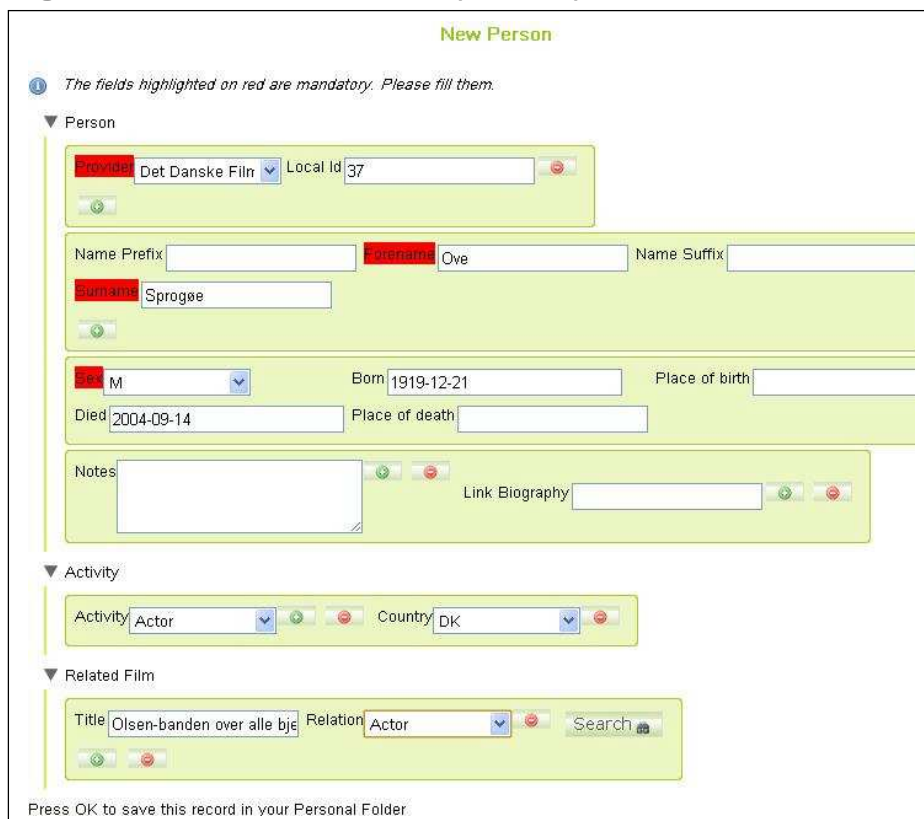 New Person
The fields highlighted on red are mandatory. Please fill them.
Person
Provider Det Danske Film Local Id 37
Name Prefix Forename Ove Name Suffix
Surname Sprogøe
Sex M Born 1919-12-21 Place of birth
Died 2004-09-14 Place of death
Notes
Link Biography
Activity
Activity Actor Country DK
Related Film
Title Olsen-banden over alle bje Relation Actor Search
Press OK to save this record in your Personal Folder